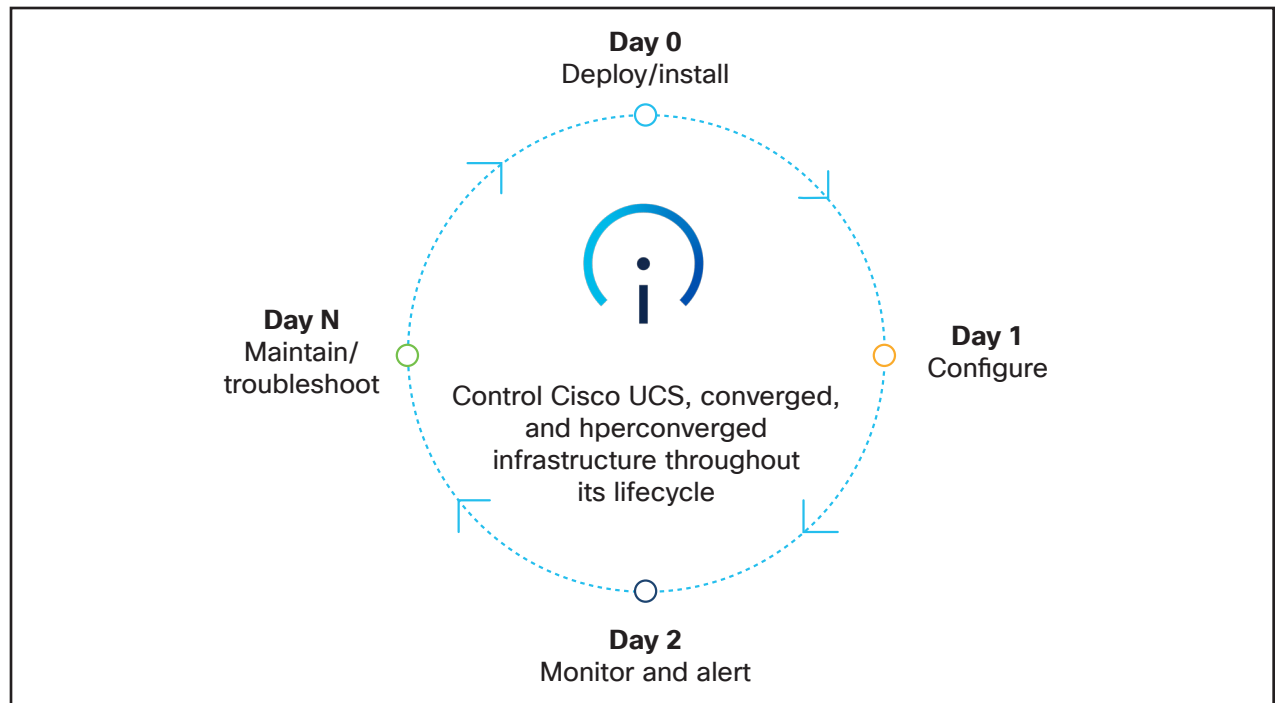 Day 0
Deploy/install
Day 1
Configure
Day N
Maintain/
troubleshoot
Control Cisco UCS, converged,
and hperconverged
infrastructure throughout
its lifecycle
Day 2
Monitor and alert